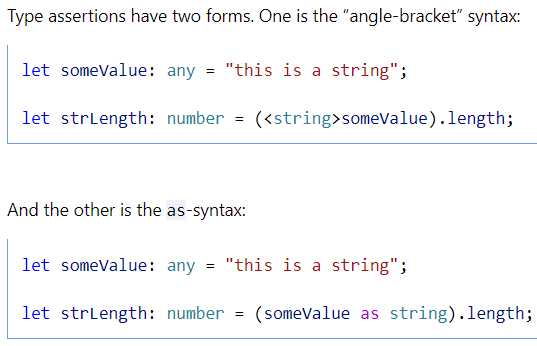 Type assertions have two forms. One is the “angle-bracket” syntax:
let someValue: any = "this is a string";
let strLength: number = (<string>someValue).length;
And the other is the as-syntax:
let someValue: any = "this is a string";
let strLength: number = (someValue as string).length;